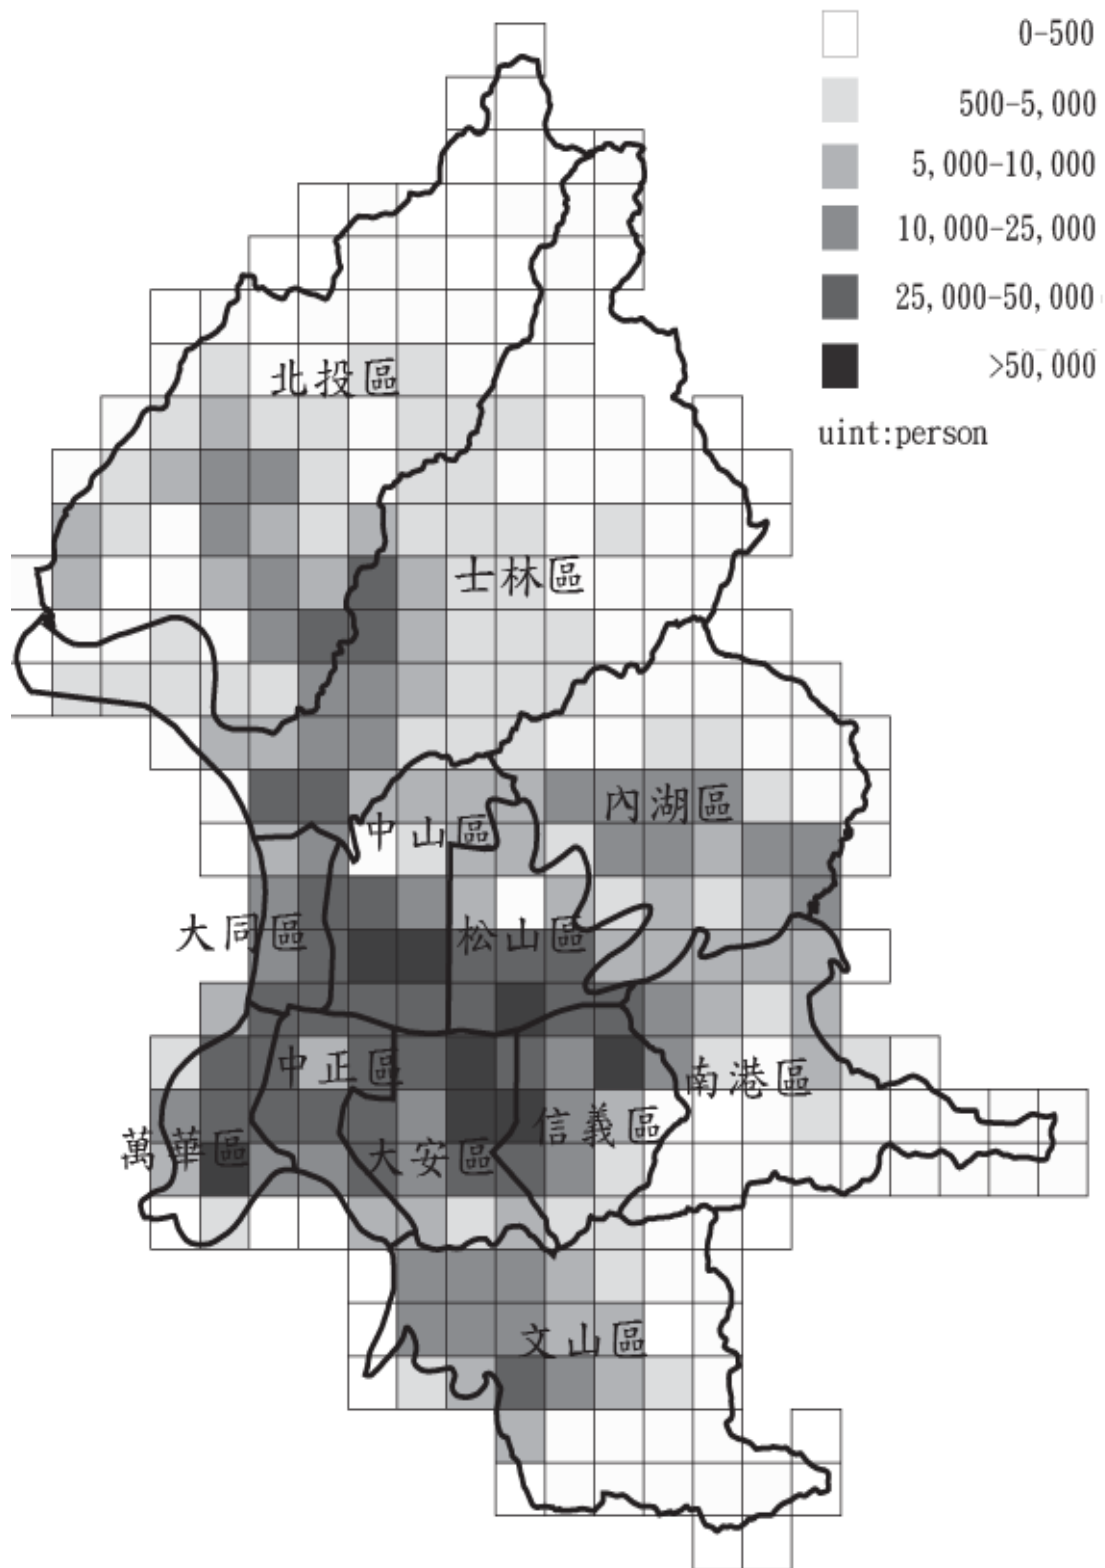 0-500
500-5,000
5,000-10,000
10,000-25,000
25,000-50,000
>50,000
uint:person
北投區
士林區
內湖區
中山區
大同區
松山區
中正區
南港區
萬華區
大安區
信義區
文山區